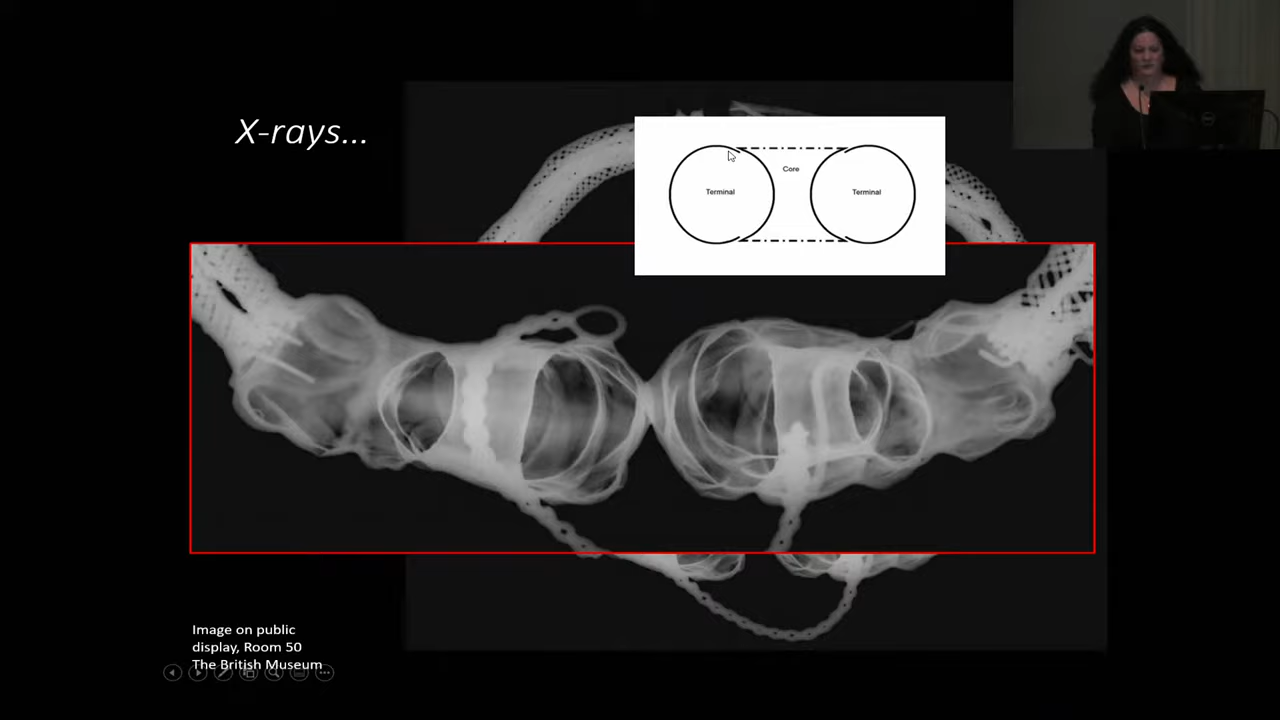 X-rays...
Core
Terminal
Terminal
Image on public
display, Room 50
The British Museum